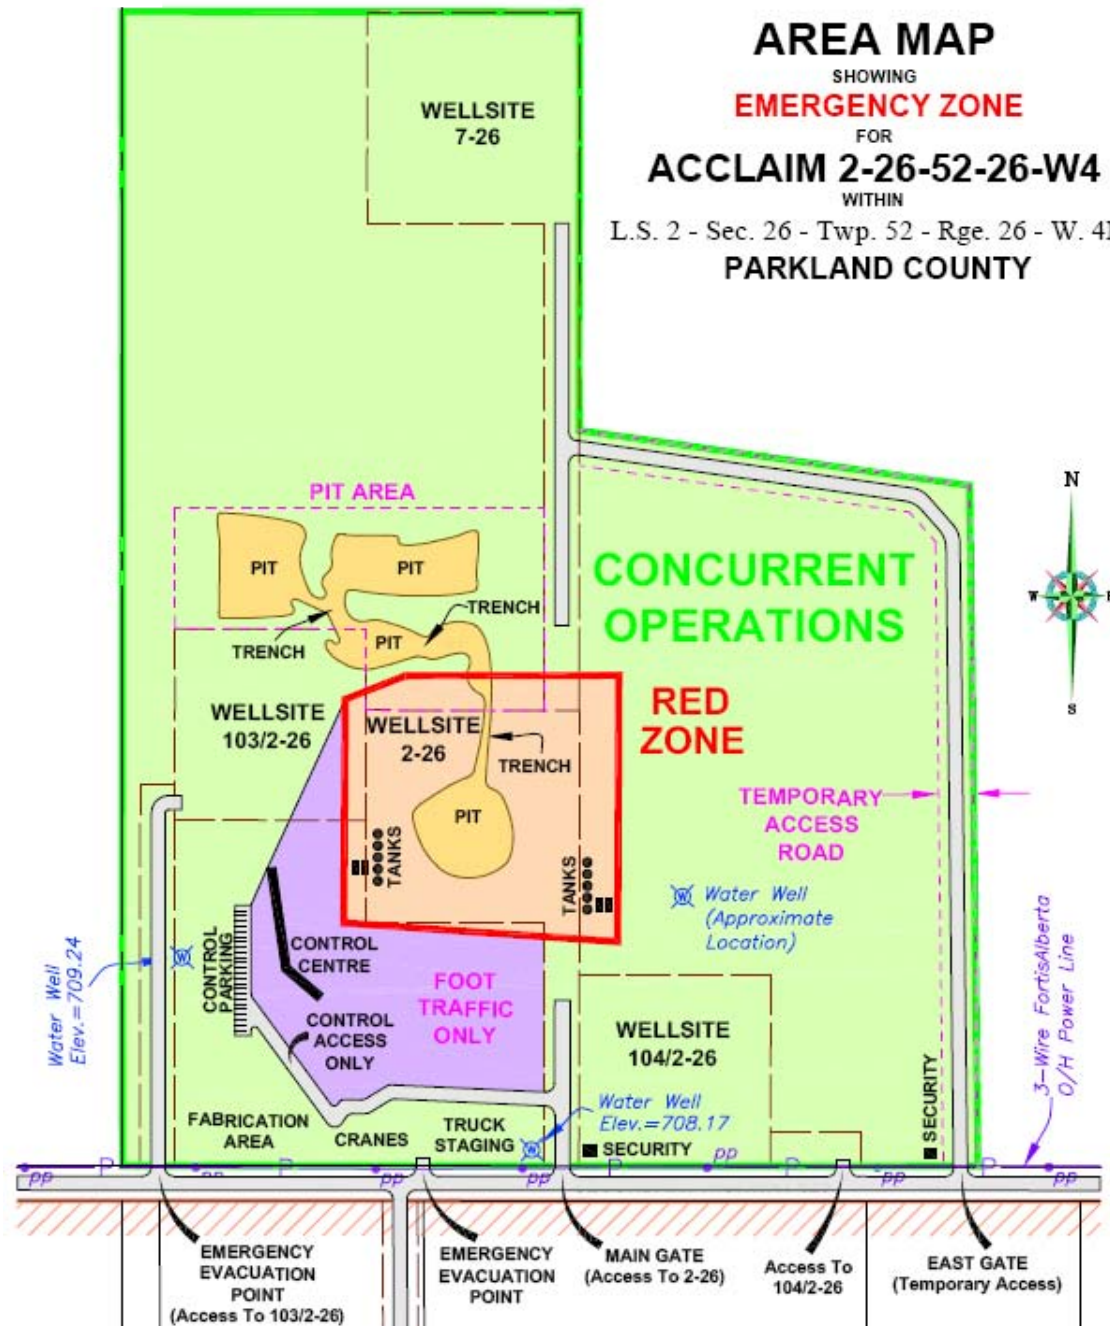 AREA MAP
SHOWING
EMERGENCY ZONE
FOR
ACCLAIM 2-26-52-26-W4
WITHIN
L.S. 2 - Sec. 26 - Twp. 52 - Rge. 26 - W.
PARKLAND COUNTY
WELLSITE
7-26
N
W
S
PIT AREA
PIT
PIT
PIT
TRENCH
TRENCH
CONCURRENT
OPERATIONS
RED
ZONE
WELLSITE
103/2-26
WELLSITE
2-26
TRENCH
PIT
TANKS
TANKS
TEMPORARY
ACCESS
ROAD
W
Water Well
(Approximate
Location)
Water Well
Elev.=709.24
W
CONTROL
PARKING
CONTROL
CENTRE
CONTROL
ACCESS
ONLY
FOOT
TRAFFIC
ONLY
WELLSITE
104/2-26
3-Wire FortisAlberta
O/H Power Line
SECURITY
FABRICATION
AREA
CRANES
TRUCK
STAGING
W
Water Well
Elev.=708.17
SECURITY
P
P
P
P
P
pp
pp
pp
pp
pp
pp
pp
EMERGENCY
EVACUATION
POINT
(Access To 103/2-26)
EMERGENCY
EVACUATION
POINT
MAIN GATE
(Access To 2-26)
Access To
104/2-26
EAST GATE
(Temporary Access)